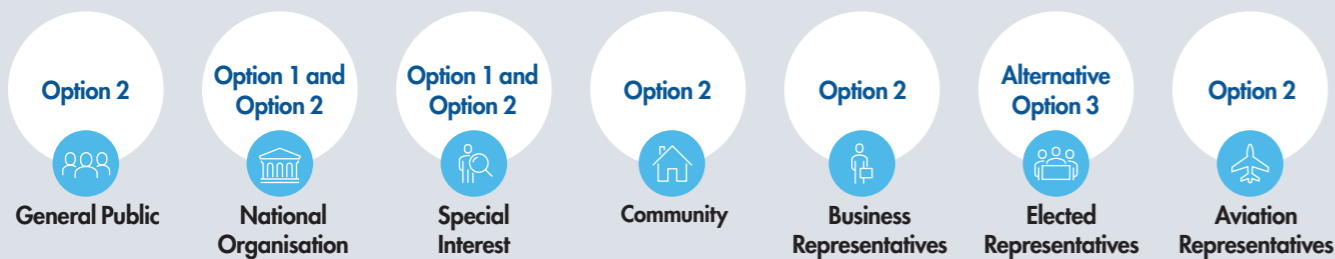 Option 2
General Public
Option 1 and
Option 2
National
Organisation
Option 1 and
Option 2
Special
Interest
Option 2
Community
Option 2
Business
Representatives
Alternative
Option 3
Elected
Representatives
Option 2
Aviation
Representatives